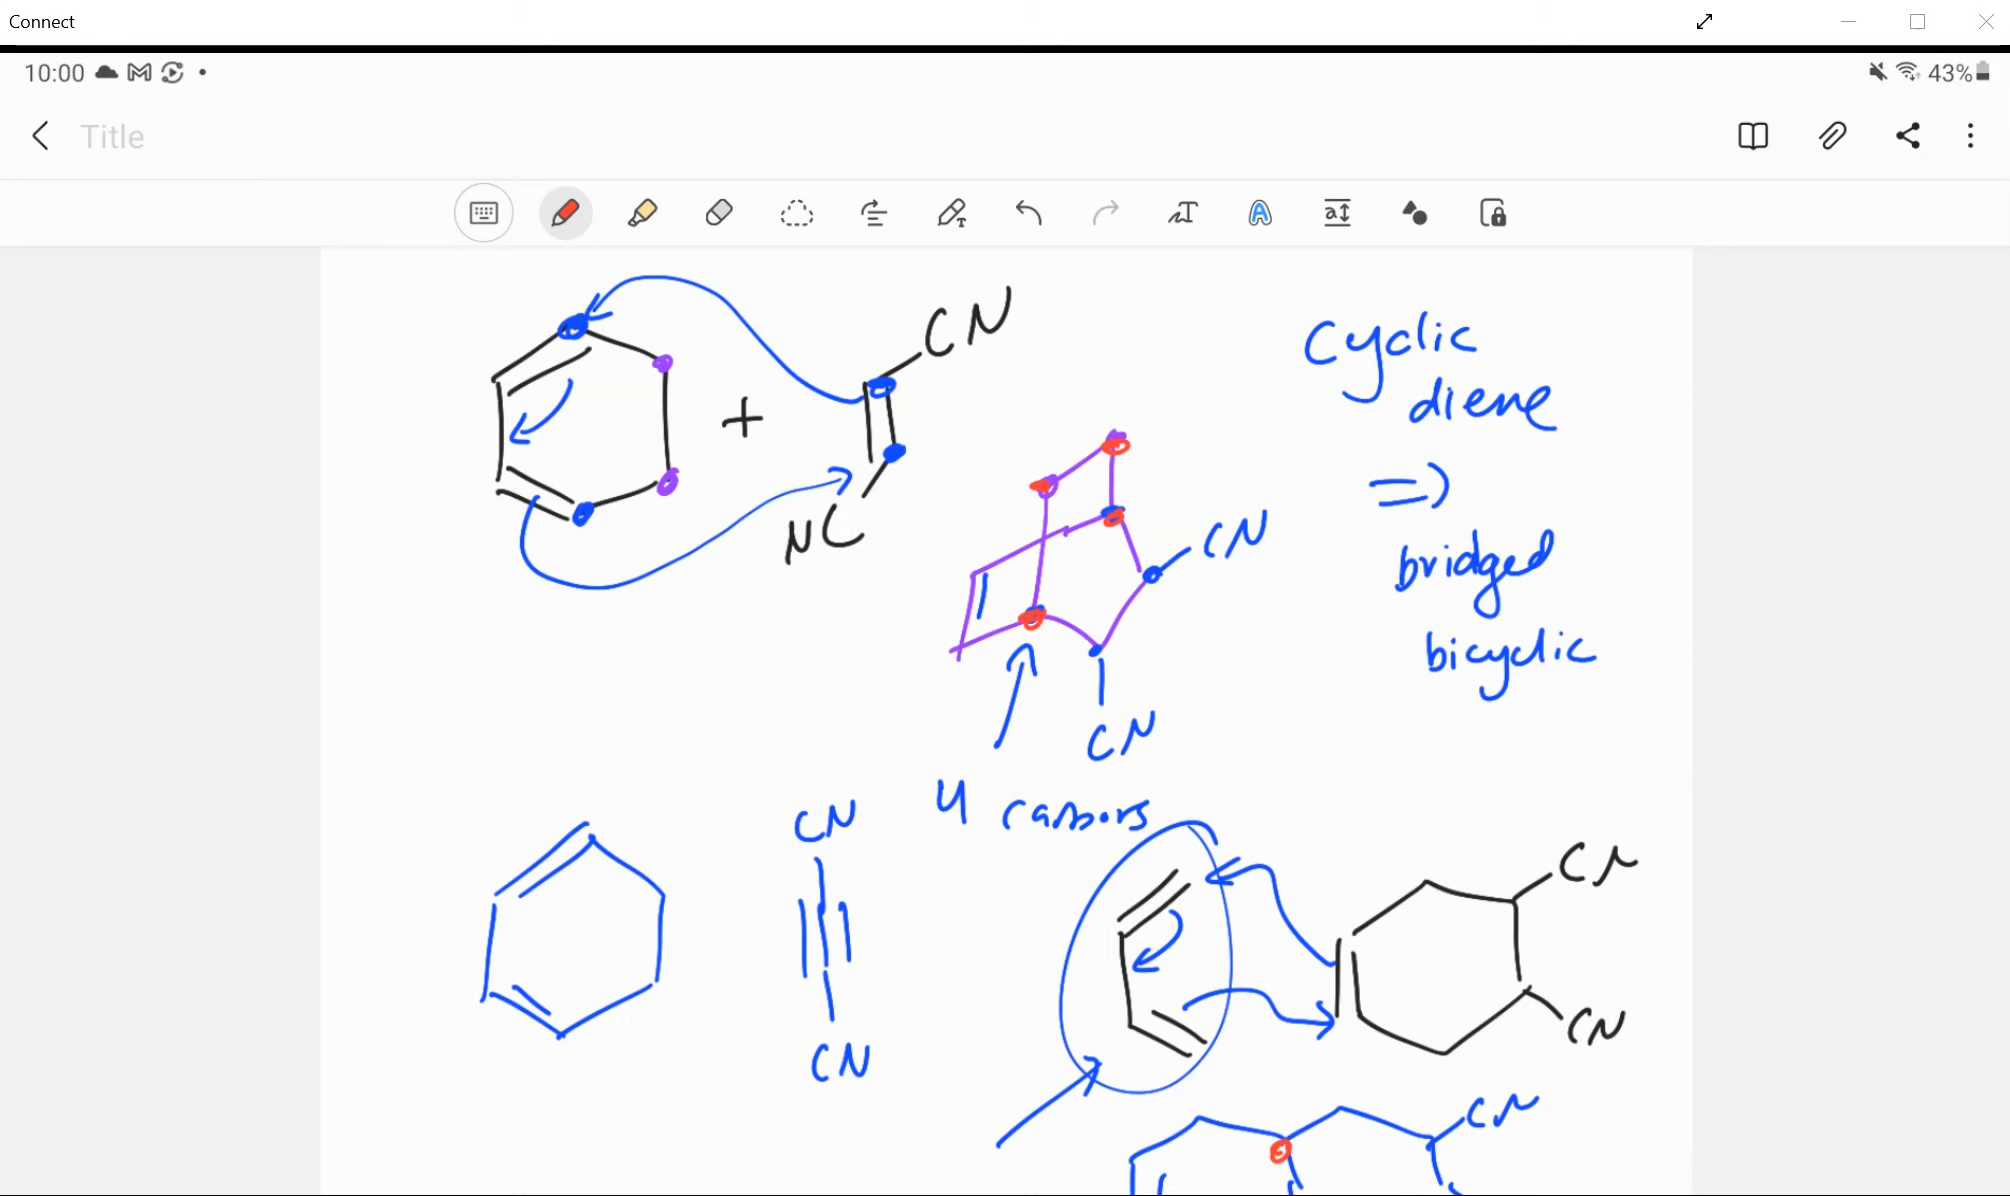 Connect
10:00
43%
Title
CN
NC
Cyclic
diene
=>
bridged
bicyclic
CN
CN
4 carbons
CN
CN
CN
CN
CN